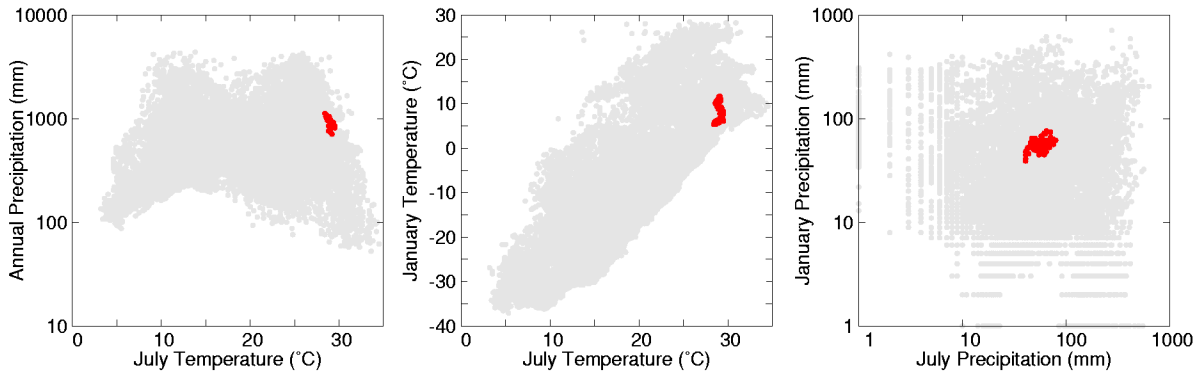 10000
1000
100
10
Annual Precipitation (mm)
0 10 20 30
July Temperature (˚C)
30
20
10
0
-10
-20
-30
-40
January Temperature (˚C)
0 10 20 30
July Temperature (˚C)
1000
100
10
1
January Precipitation (mm)
1 10 100 1000
July Precipitation (mm)